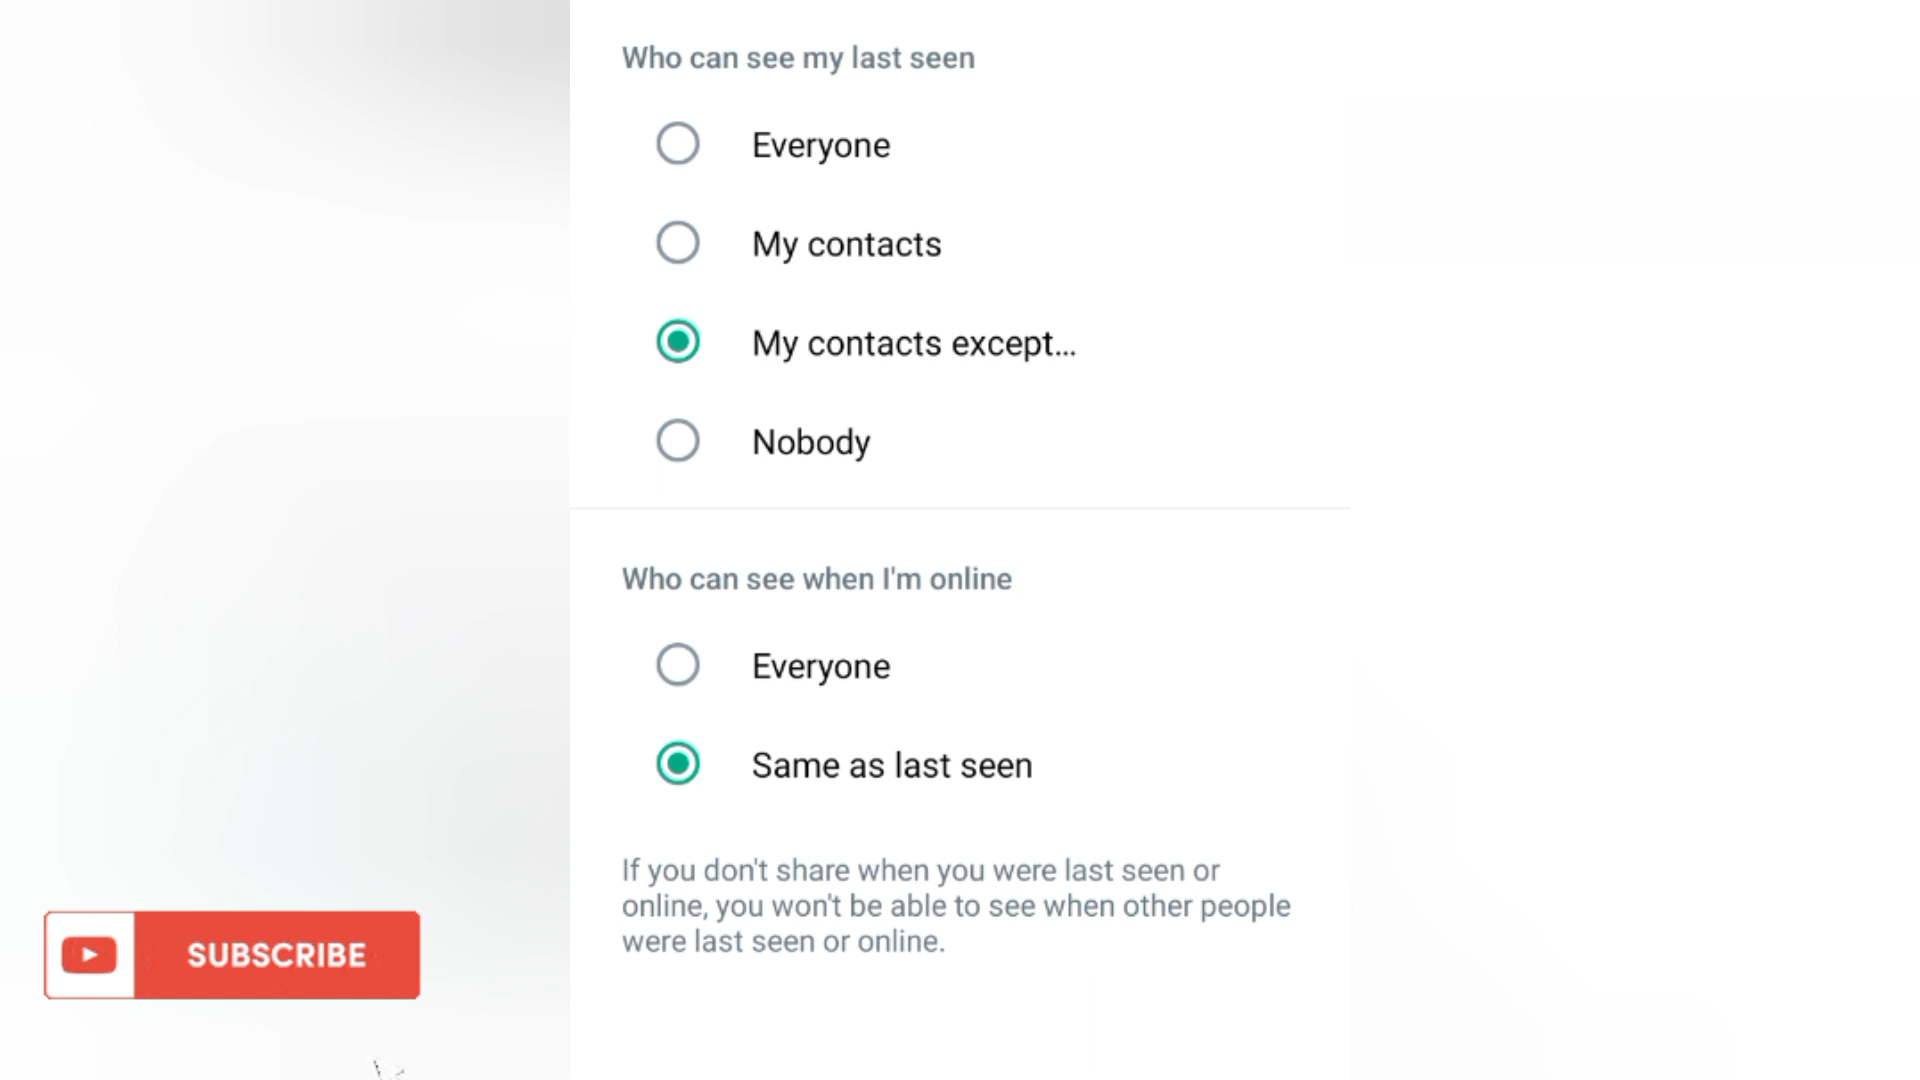 Who can see my last seen
Everyone
My contacts
My contacts except...
Nobody
Who can see when I'm online
Everyone
Same as last seen
If you don't share when you were last seen or
online, you won't be able to see when other people
were last seen or online.
SUBSCRIBE